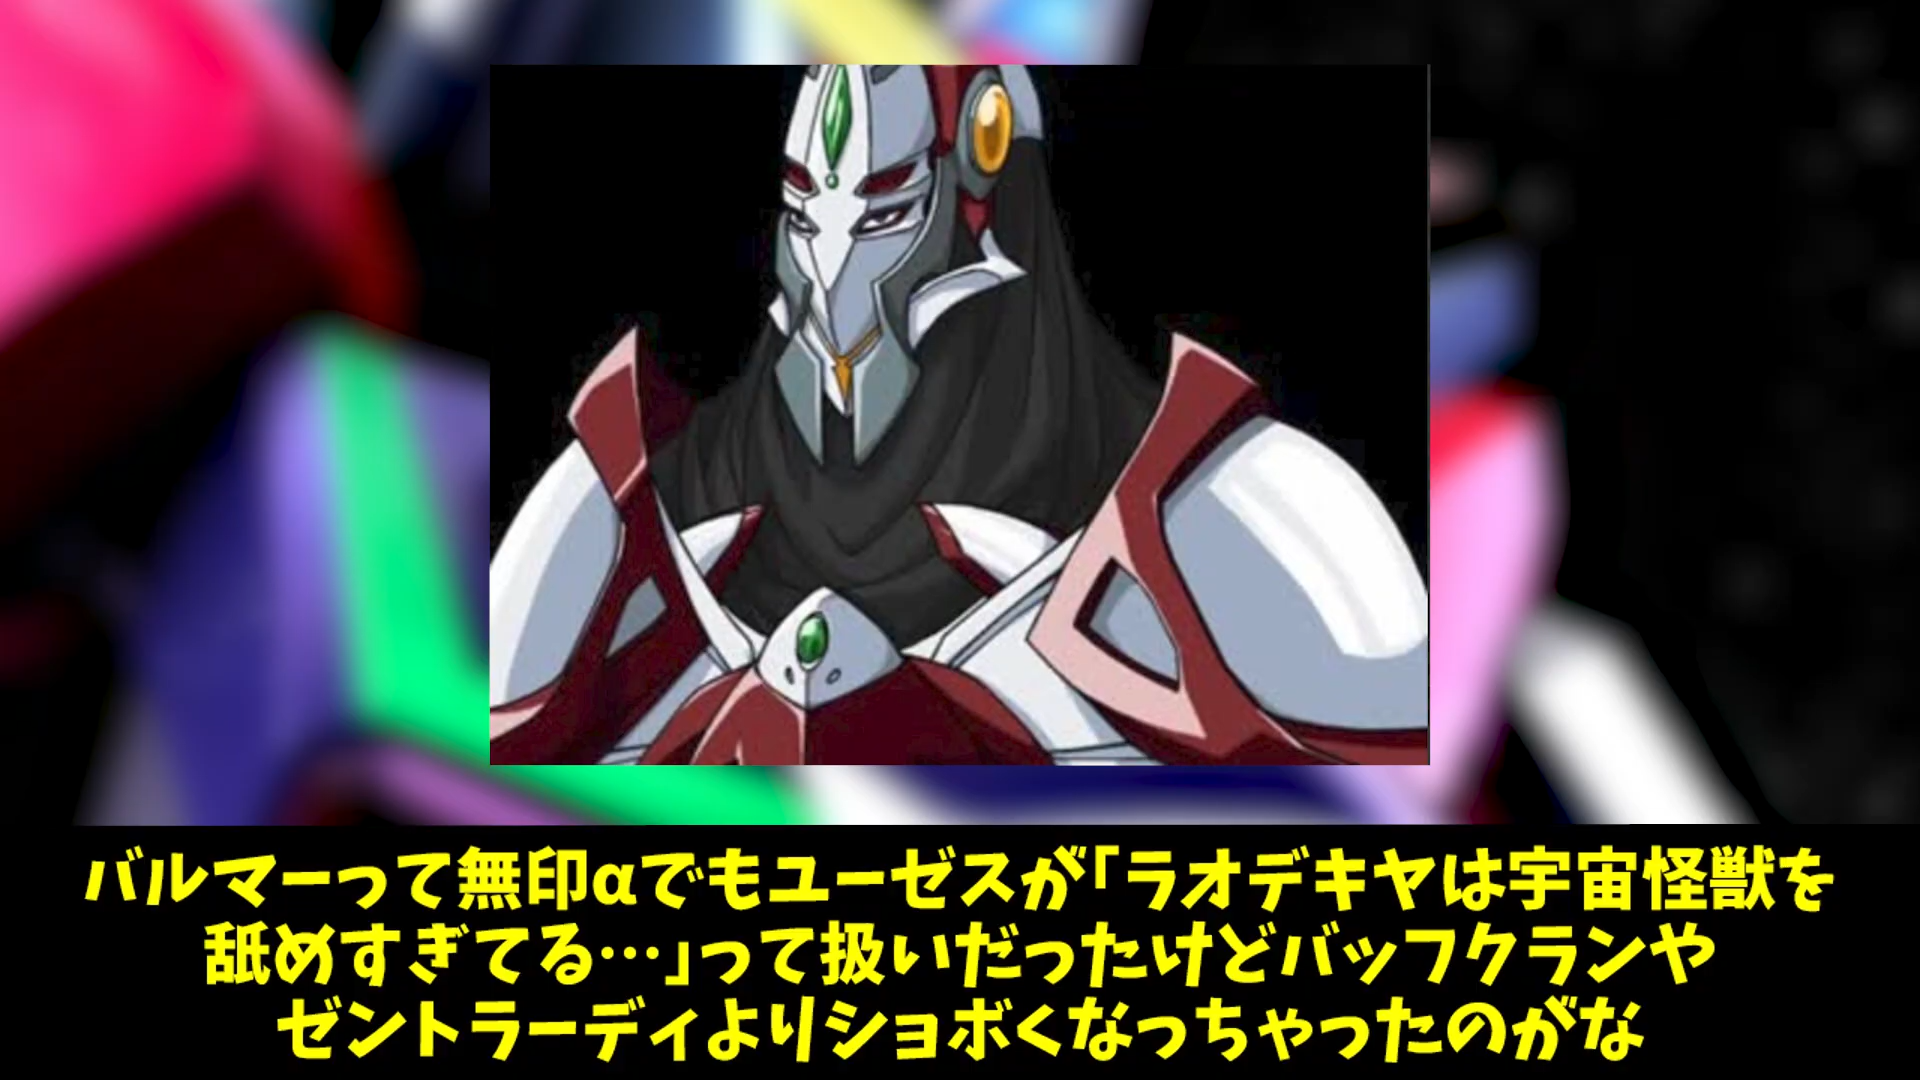 バルマーって無印αでもユーゼスが「ラオデキヤは宇宙怪獣を
舐めすぎてる…」って扱いだったけどバッフクランや
ゼントラーディよりショボくなっちゃったのがな